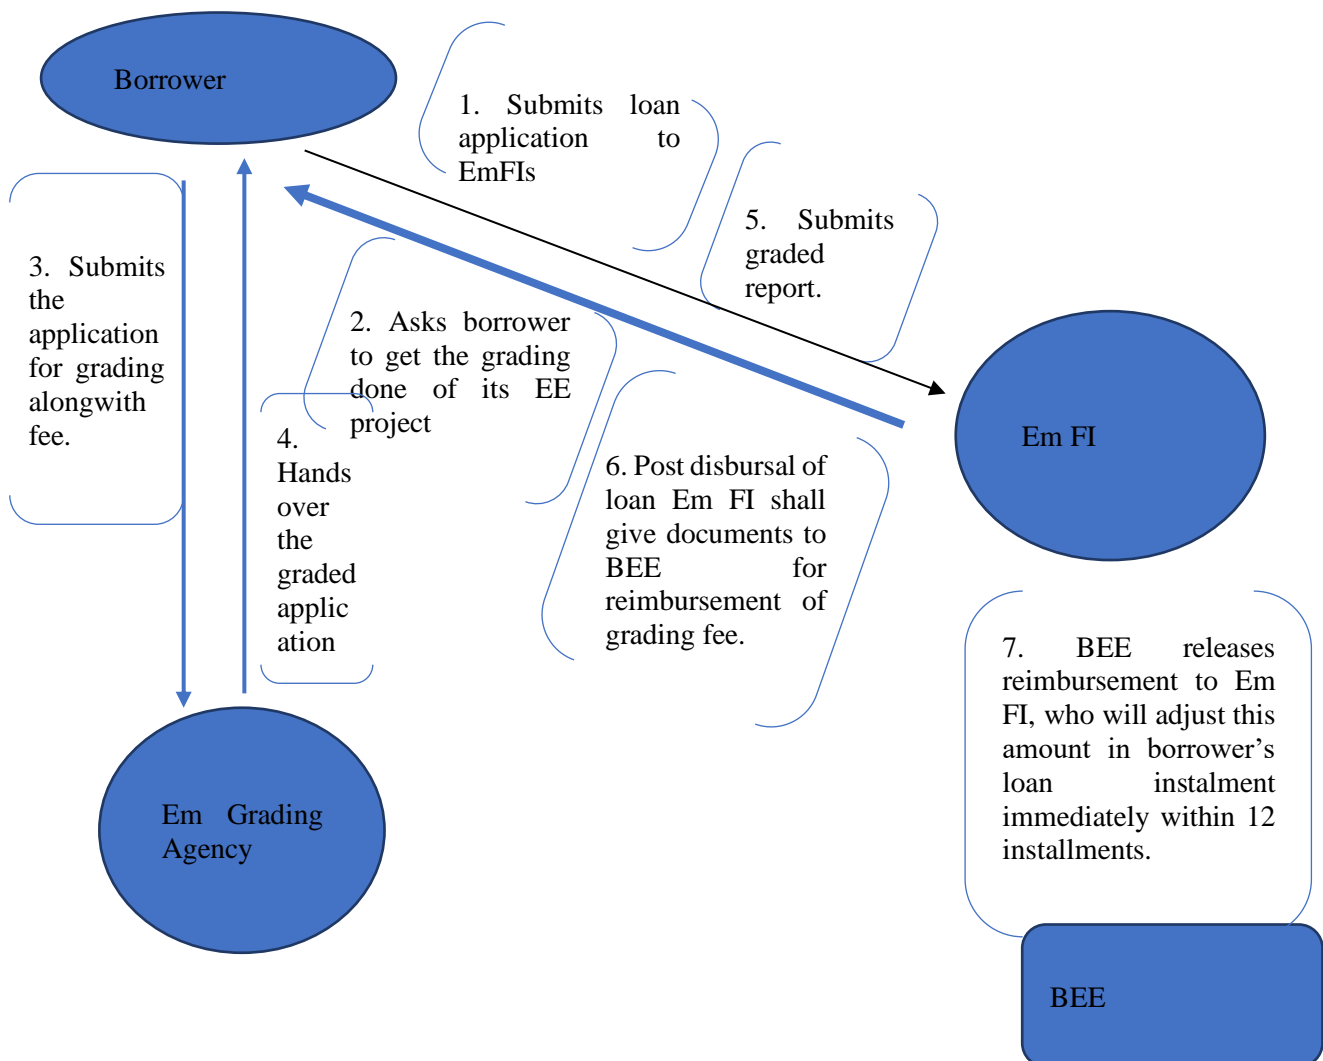 Borrower
1. Submits loan
application to
EmFIs
5. Submits
graded
report.
3. Submits
the
application
for grading
alongwith
fee.
2. Asks borrower
to get the grading
done of its EE
project
4.
Hands
over
the
graded
applic
ation
Em FI
6. Post disbursal of
loan Em FI shall
give documents to
BEE for
reimbursement of
grading fee.
7. BEE releases
reimbursement to Em
FI, who will adjust this
amount in borrower’s
loan instalment
immediately within 12
installments.
Em Grading
Agency
BEE